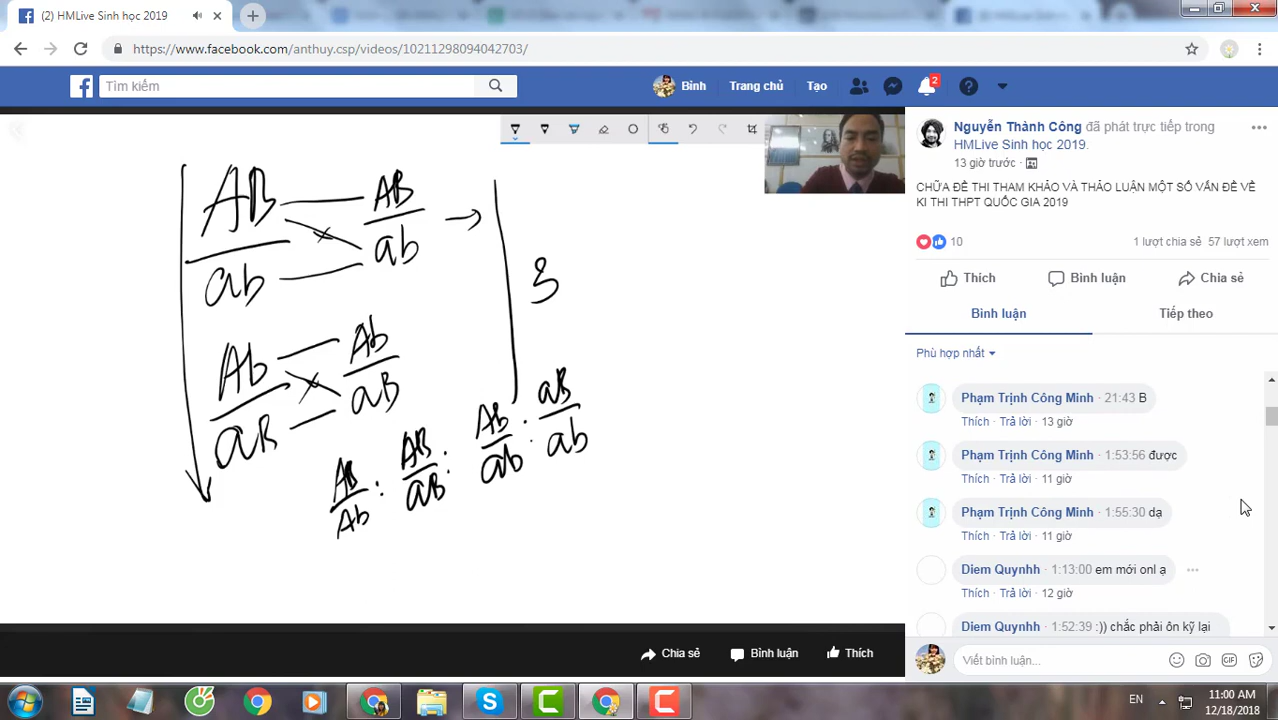 (2) HMLive Sinh học 2019
https://www.facebook.com/anthuy.csp/videos/10211298094042703/
Tìm kiếm
Bình
Trang chủ
Tạo
2
AB
ab
AB
ab
3
Ab
aB
Ab
aB
AB
Ab
:
AB
aB
:
Ab
ab
:
aB
ab
Chia sẻ
Bình luận
Thích
Nguyễn Thành Công đã phát trực tiếp trong
HMLive Sinh học 2019.
13 giờ trước ·
CHỮA ĐỀ THI THAM KHẢO VÀ THẢO LUẬN MỘT SỐ VẤN ĐỀ VỀ
KI THI THPT QUỐC GIA 2019
10
1 lượt chia sẻ 57 lượt xem
Thích
Bình luận
Chia sẻ
Bình luận
Tiếp theo
Phù hợp nhất
Phạm Trịnh Công Minh · 21:43 B
Thích · Trả lời · 13 giờ
Phạm Trịnh Công Minh · 1:53:56 được
Thích · Trả lời · 11 giờ
Phạm Trịnh Công Minh · 1:55:30 dạ
Thích · Trả lời · 11 giờ
Diem Quynhh · 1:13:00 em mới onl ạ
Thích · Trả lời · 12 giờ
Diem Quynhh · 1:52:39 :)) chắc phải ôn kỹ lại
Viết bình luận...
GIF
EN
11:00 AM
12/18/2018